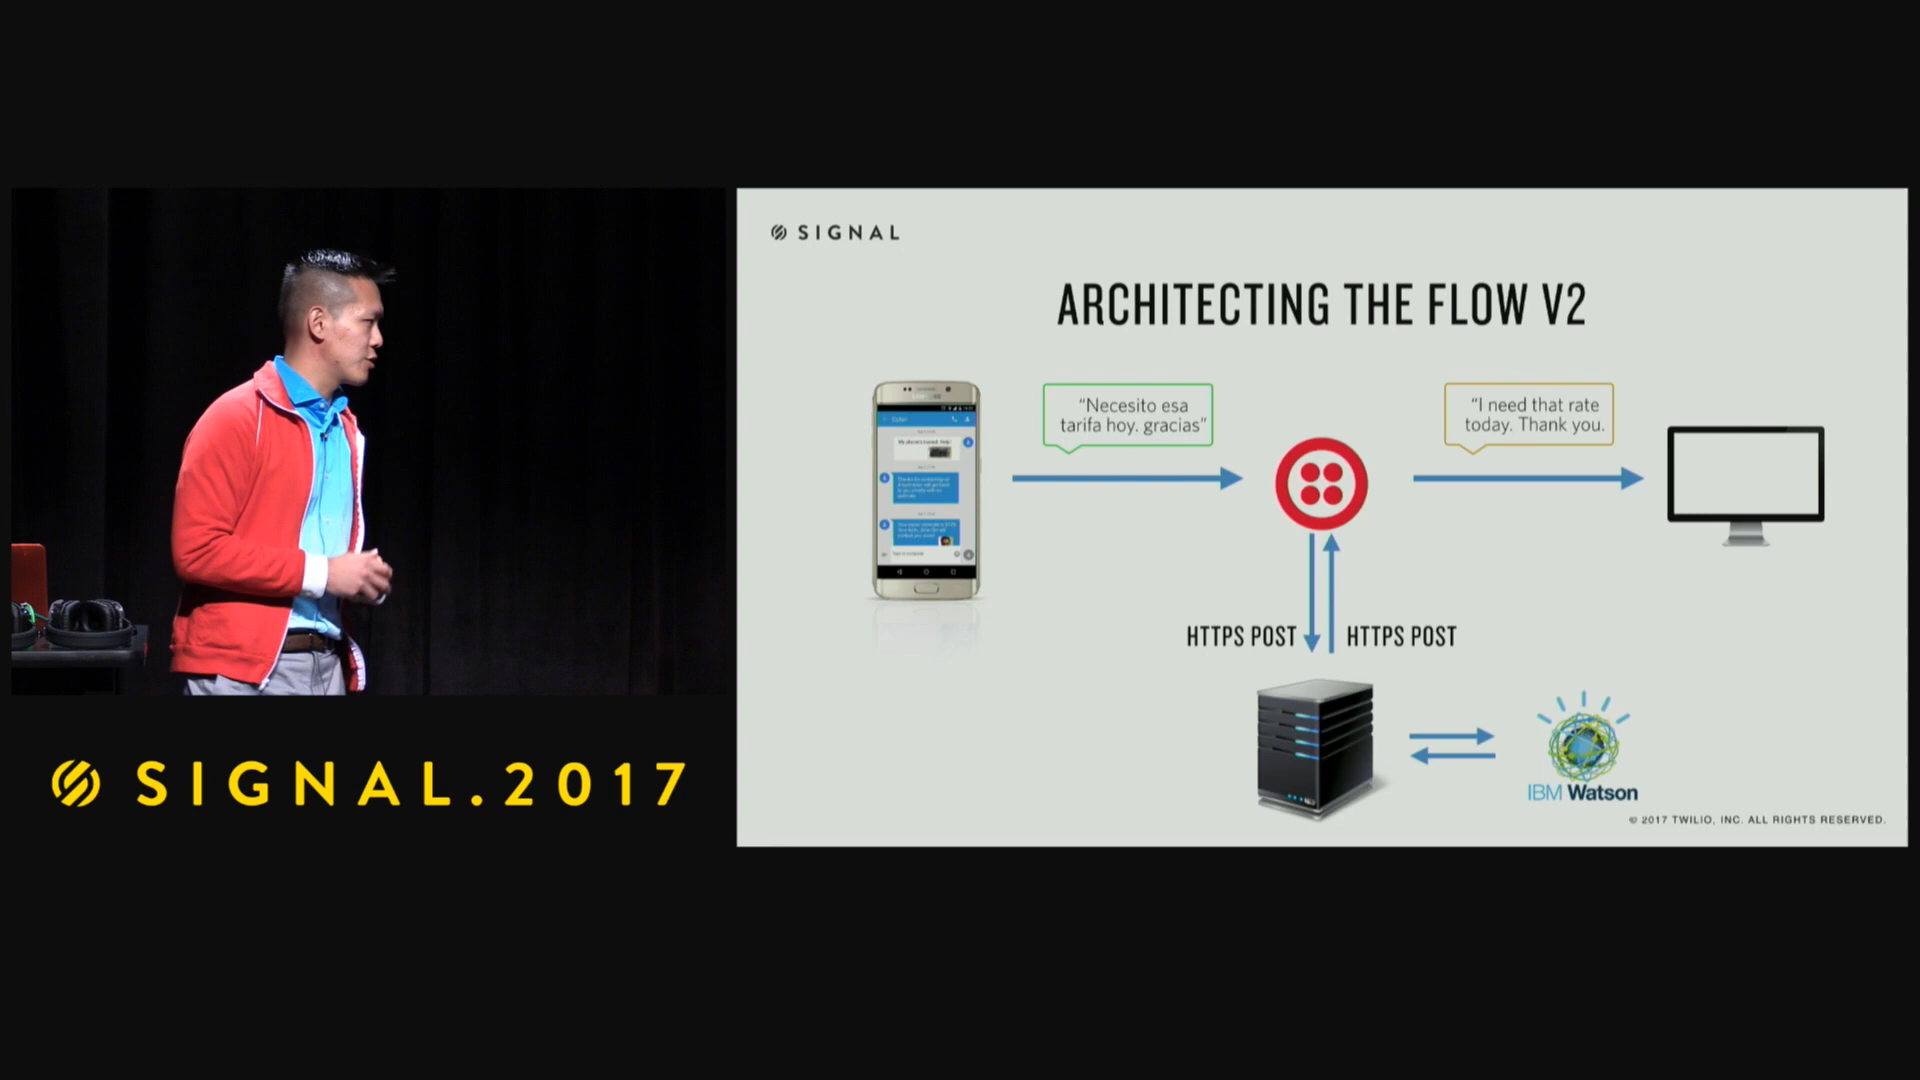 SIGNAL
ARCHITECTING THE FLOW V2
“Necesito esa
tarifa hoy. gracias”
“I need that rate
today. Thank you.
HTTPS POST
HTTPS POST
IBM Watson
© 2017 TWILIO, INC. ALL RIGHTS RESERVED.
SIGNAL.2017